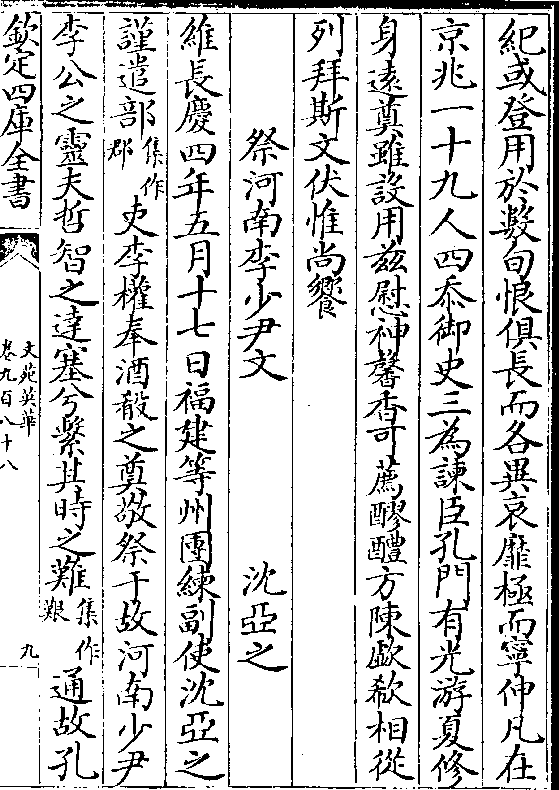 紀或登用於數旬恨俱長而各異哀靡極而寧伸凡在
京兆一十九人四忝御史三為諫臣孔門有光游夏修
身遠奠雖設用兹慰神馨香可薦醪醴方陳歔欷相從
列拜斯文伏惟尚饗
祭河南李少尹文 沈亞之
維長慶四年五月十七日福建等州團練副使沈亞之
謹遣部集作郡吏李權奉酒殽之奠敬祭于故河南少尹
李公之靈夫哲智之達塞兮繄其時之難集作艱通故孔
欽定四庫全書
文苑英華
卷九百八十八
九